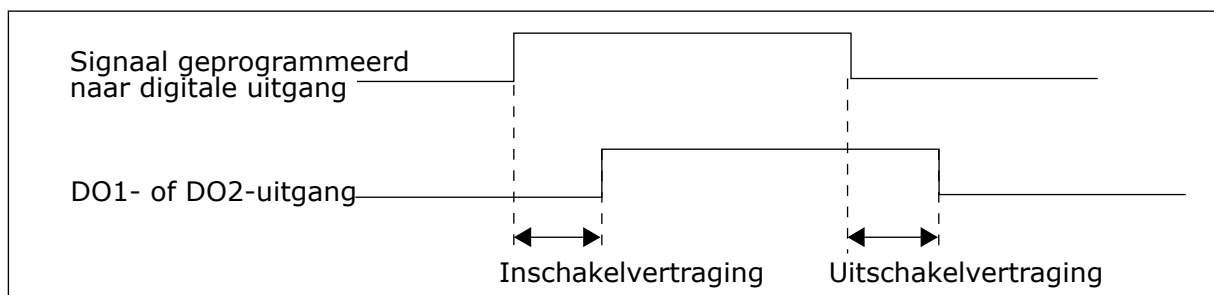 Signaal geprogrammeerd
naar digitale uitgang
DO1- of DO2-uitgang
Inschakelvertraging
Uitschakelvertraging